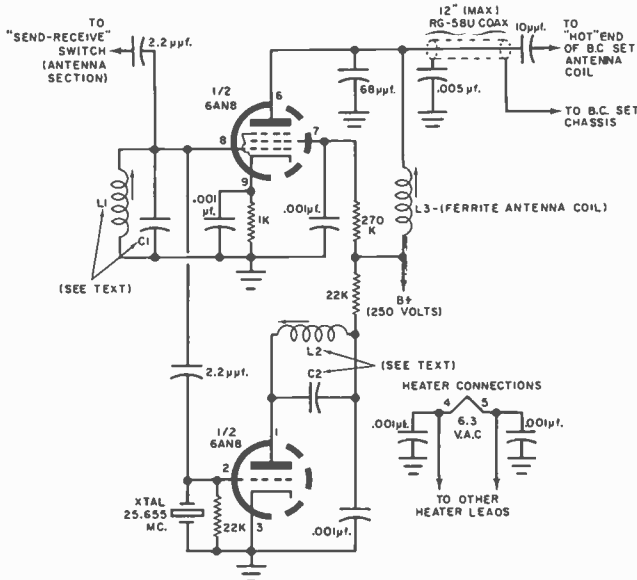 TO
"SEND-RECEIVE"
SWITCH
(ANTENNA
SECTION)
2.2µµf.
12" (MAX)
RG-58U COAX
10µµf.
TO
"HOT" END
OF B.C. SET
ANTENNA
COIL
TO B.C. SET
CHASSIS
1/2
6AN8
6
7
8
9
68µµf.
.005µf.
L1
C1
(SEE TEXT)
.001
µf.
1K
.001µf.
270
K
L3-(FERRITE ANTENNA COIL)
B+
(250 VOLTS)
22K
L2
C2
(SEE TEXT)
2.2µµf.
1/2
6AN8
1
2
3
XTAL
25.655
MC.
22K
.001µf.
HEATER CONNECTIONS
4
5
6.3
V.A.C
.001µf.
.001µf.
TO OTHER
HEATER LEADS